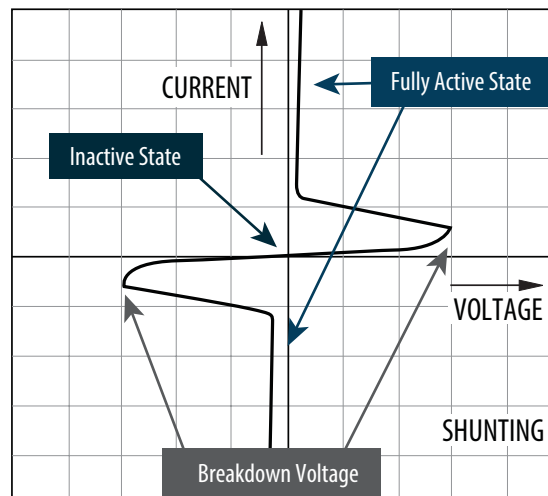 CURRENT
Fully Active State
Inactive State
VOLTAGE
SHUNTING
Breakdown Voltage